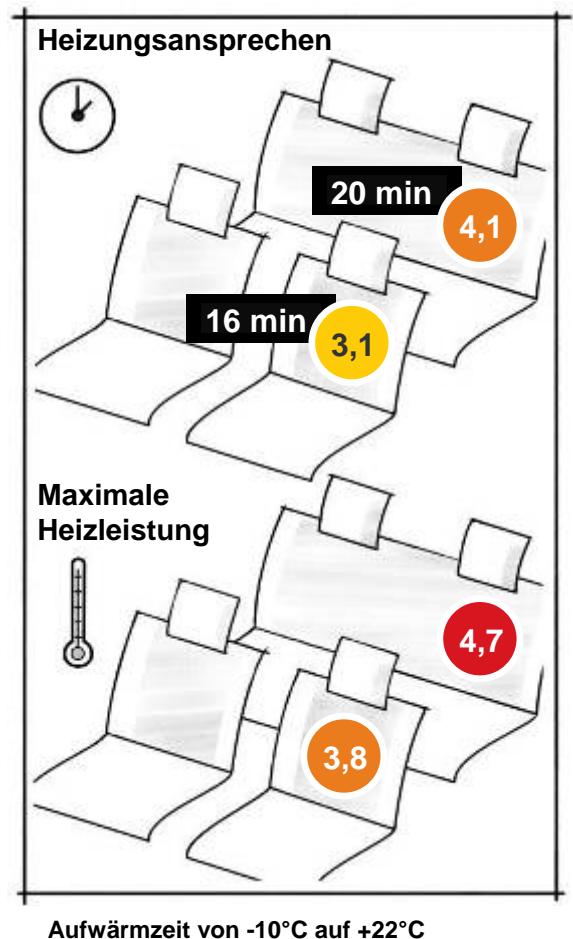 Heizungsansprechen
20 min
4,1
16 min
3,1
Maximale
Heizleistung
4,7
3,8
Aufwärmzeit von -10°C auf +22°C